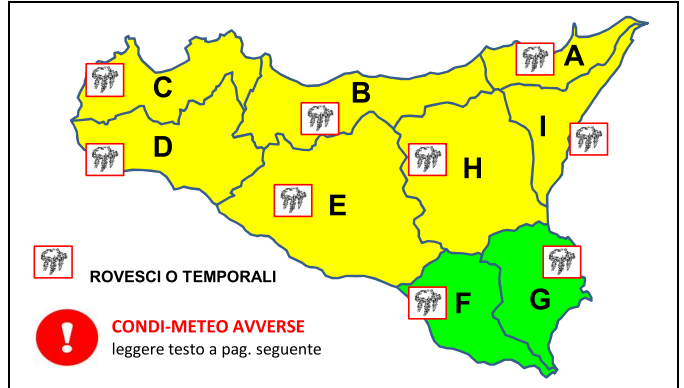 A
C
B
I
D
H
E
F
G
ROVESCI O TEMPORALI
!
CONDI-METEO AVVERSE
leggere testo a pag. seguente